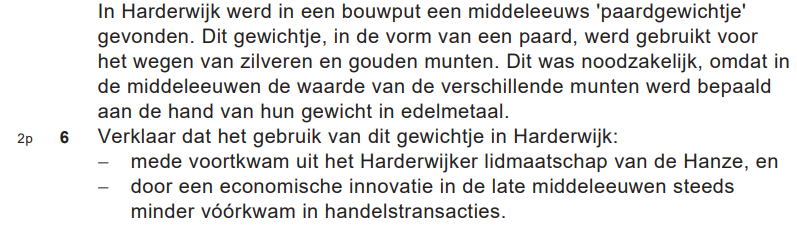 In Harderwijk werd in een bouwput een middeleeuws 'paardgewichtje'
gevonden. Dit gewichtje, in de vorm van een paard, werd gebruikt voor
het wegen van zilveren en gouden munten. Dit was noodzakelijk, omdat in
de middeleeuwen de waarde van de verschillende munten werd bepaald
aan de hand van hun gewicht in edelmetaal.
2p 6 Verklaar dat het gebruik van dit gewichtje in Harderwijk:
– mede voortkwam uit het Harderwijker lidmaatschap van de Hanze, en
– door een economische innovatie in de late middeleeuwen steeds
minder vóórkwam in handelstransacties.